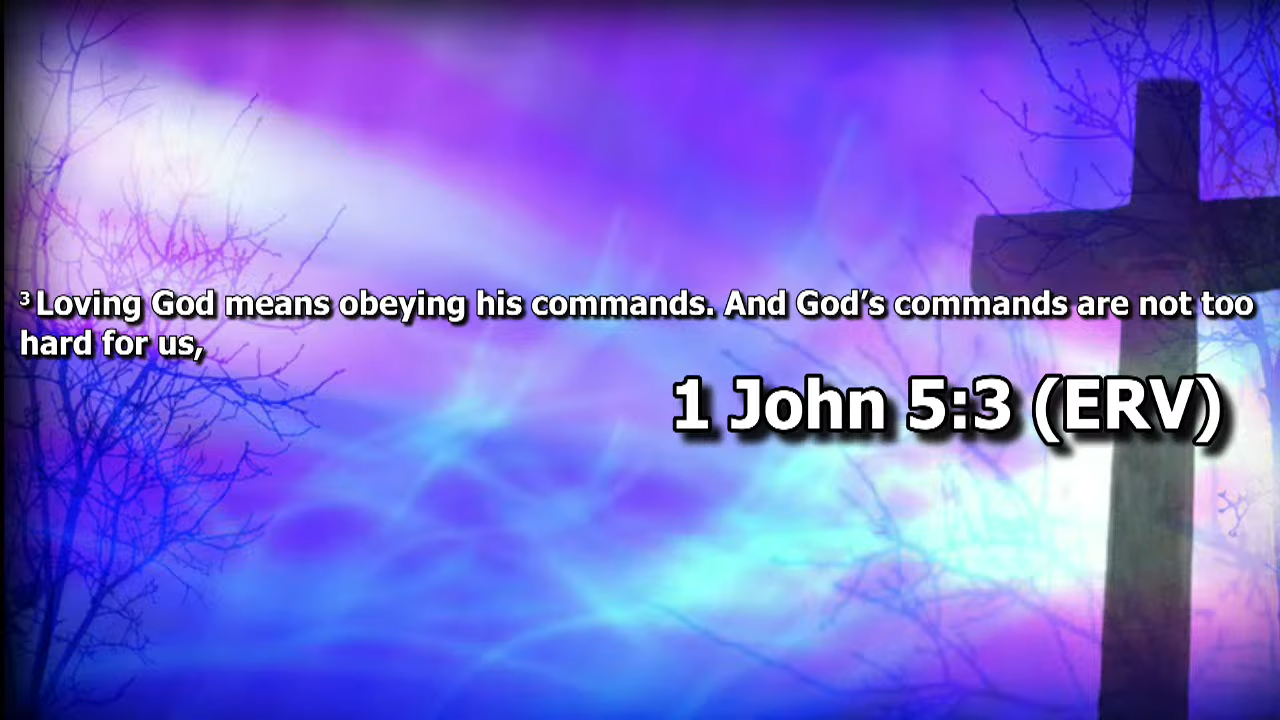 3 Loving God means obeying his commands. And God’s commands are not too
hard for us,
1 John 5:3 (ERV)